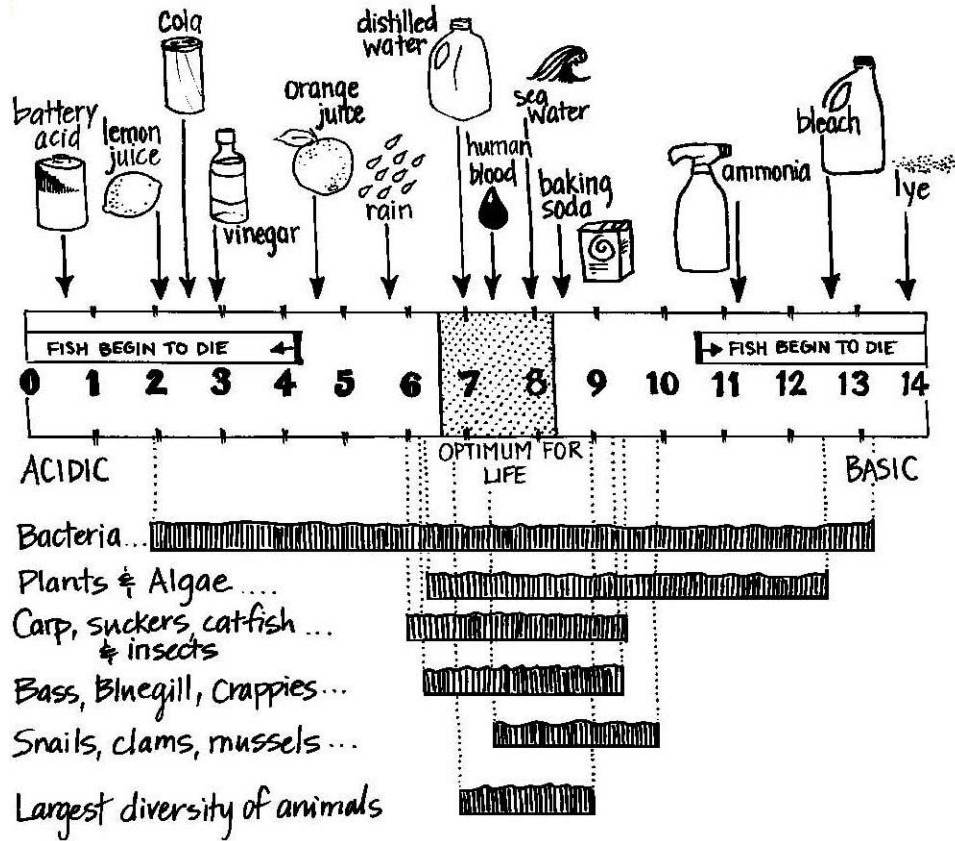 cola
distilled
water
battery
acid
lemon
juice
vinegar
orange
juice
rain
human
blood
sea
water
baking
soda
ammonia
bleach
lye
FISH BEGIN TO DIE
FISH BEGIN TO DIE
0 1 2 3 4 5 6 7 8 9 10 11 12 13 14
ACIDIC
OPTIMUM FOR
LIFE
BASIC
Bacteria...
Plants & Algae ....
Carp, suckers, catfish ...
& insects
Bass, Bluegill, Crappies...
Snails, clams, mussels ...
Largest diversity of animals